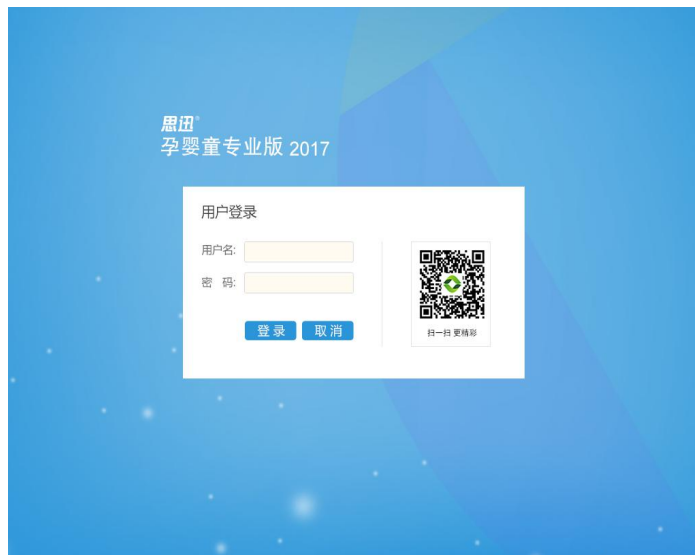 思迅®
孕婴童专业版 2017
用户登录
用户名:
密 码:
登 录 取 消
扫一扫 更精彩